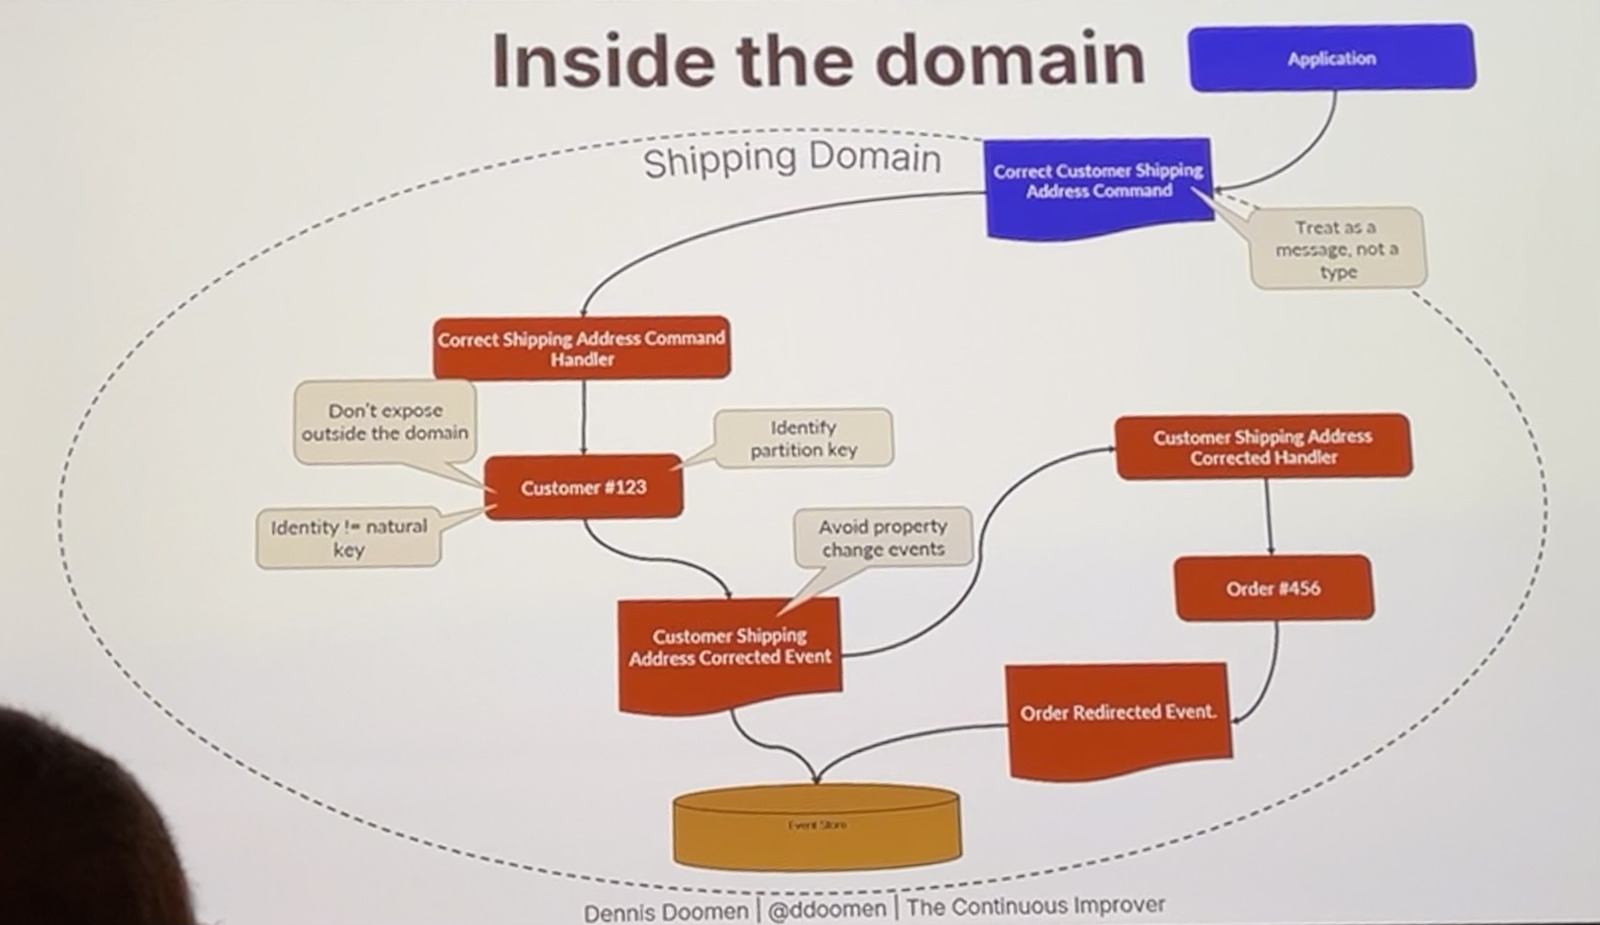 Inside the domain
Application
Shipping Domain
Correct Customer Shipping
Address Command
Treat as a
message, not a
type
Correct Shipping Address Command
Handler
Don't expose
outside the domain
Identify
partition key
Customer Shipping Address
Corrected Handler
Customer #123
Identity != natural
key
Avoid property
change events
Order #456
Customer Shipping
Address Corrected Event
Order Redirected Event.
Event Store
Dennis Doomen | @ddoomen | The Continuous Improver